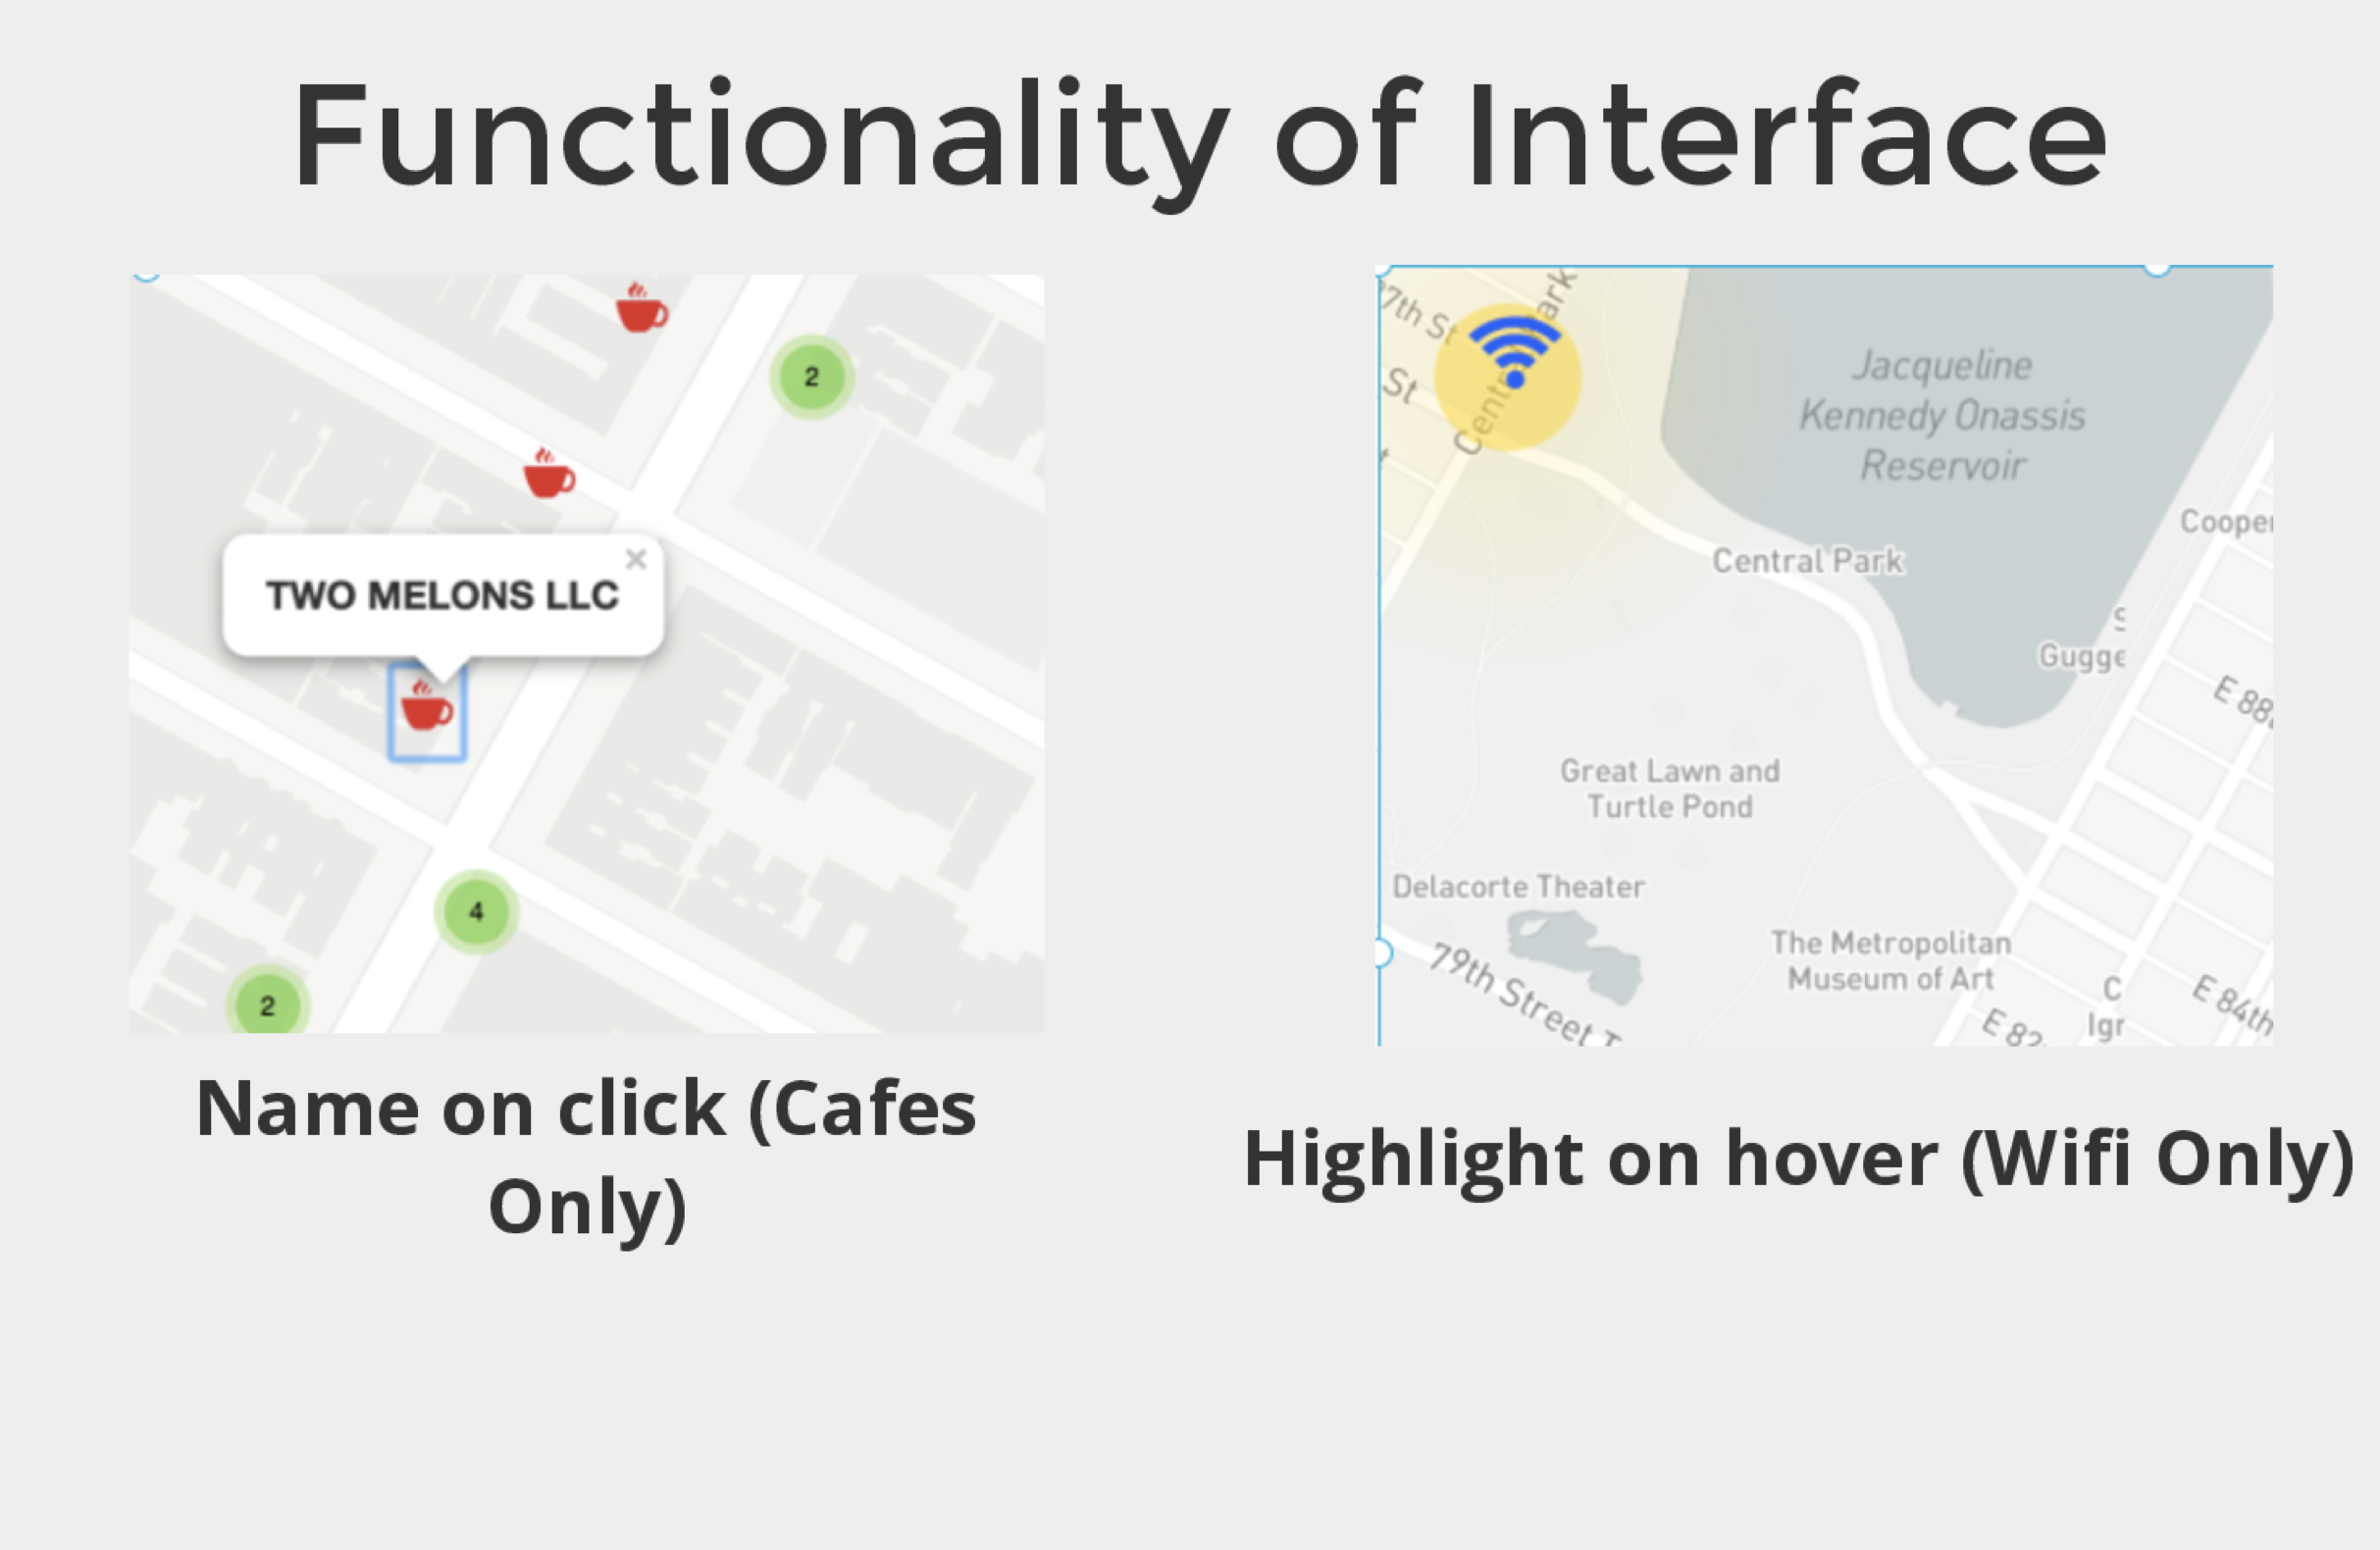 Functionality of Interface
2
TWO MELONS LLC
×
4
2
Name on click (Cafes
Only)
7th St
Park
St
Jacqueline
Kennedy Onassis
Reservoir
Cooper
Central Park
Gugge
E 88
Great Lawn and
Turtle Pond
Delacorte Theater
The Metropolitan
Museum of Art
79th Street T
C
Igr
E 84th
E 82
Highlight on hover (Wifi Only)